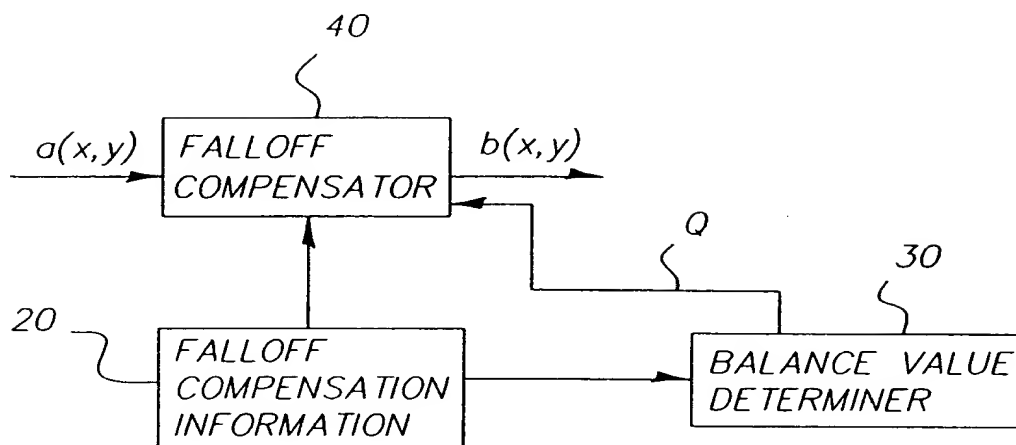 40
a(x,y)
FALLOFF
COMPENSATOR
b(x,y)
Q
30
20
FALLOFF
COMPENSATION
INFORMATION
BALANCE VALUE
DETERMINER